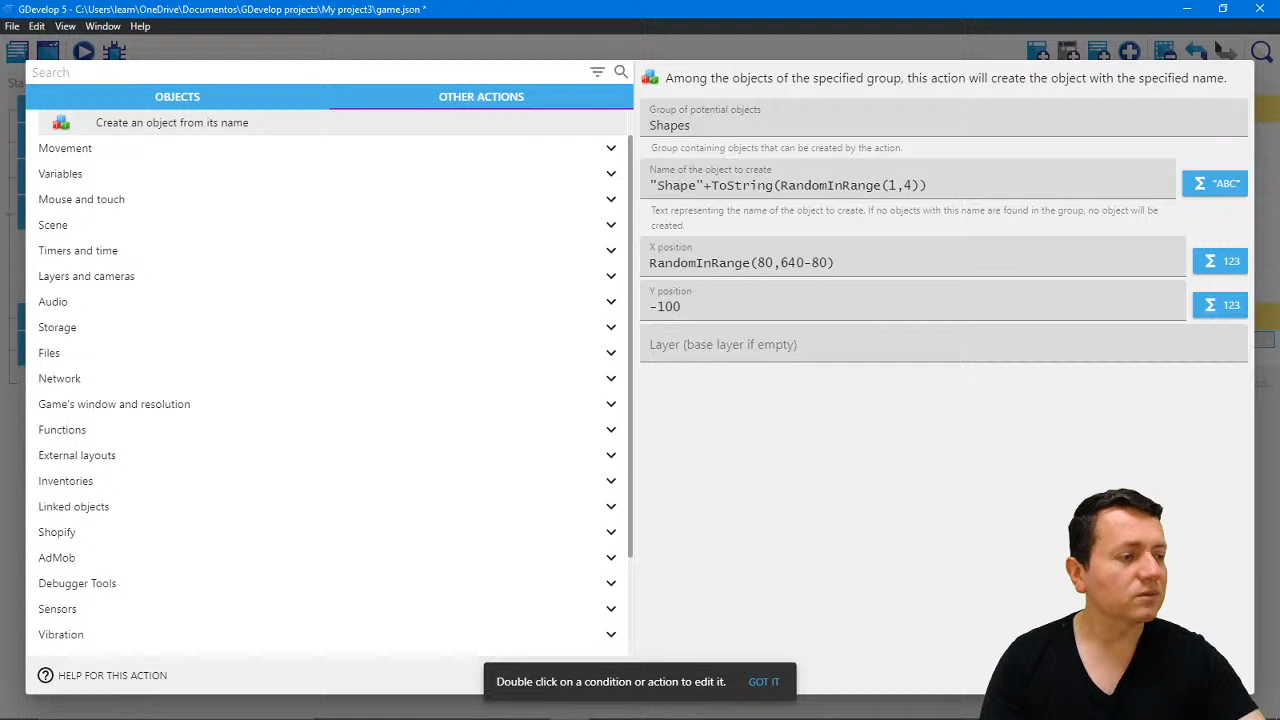 GDevelop 5 - C:\Users\learn\OneDrive\Documentos\GDevelop projects\My project3\game.json *
File Edit View Window Help
Search
OBJECTS
OTHER ACTIONS
Create an object from its name
Movement
Variables
Mouse and touch
Scene
Timers and time
Layers and cameras
Audio
Storage
Files
Network
Game's window and resolution
Functions
External layouts
Inventories
Linked objects
Shopify
AdMob
Debugger Tools
Sensors
Vibration
HELP FOR THIS ACTION
Among the objects of the specified group, this action will create the object with the specified name.
Group of potential objects
Shapes
Group containing objects that can be created by the action.
Name of the object to create
"Shape"+ToString(RandomInRange(1,4))
Σ "ABC"
Text representing the name of the object to create. If no objects with this name are found in the group, no object will be
created.
X position
RandomInRange(80,640-80)
Σ 123
Y position
-100
Σ 123
Layer (base layer if empty)
Double click on a condition or action to edit it. GOT IT